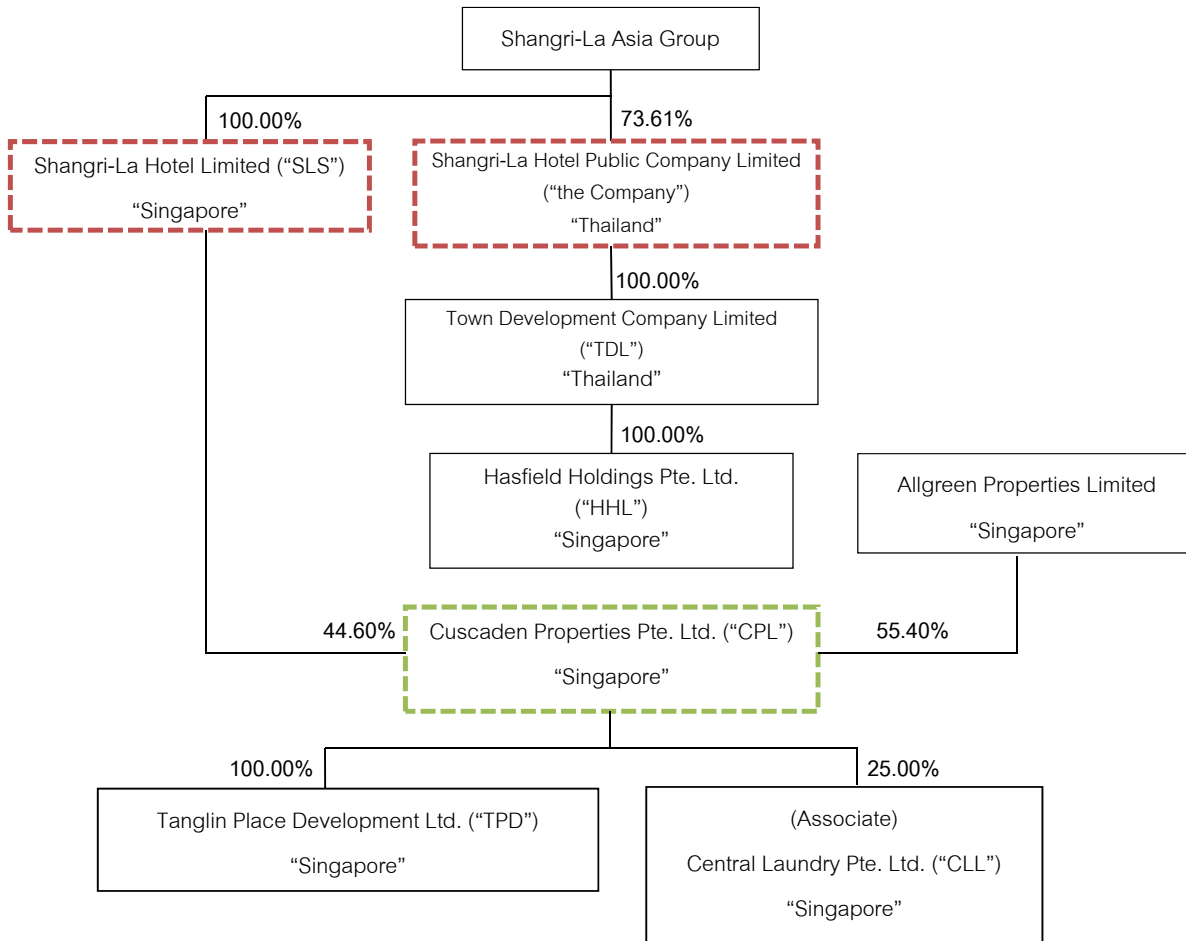 Shangri-La Asia Group
100.00%
73.61%
Shangri-La Hotel Limited (“SLS”)
“Singapore”
Shangri-La Hotel Public Company Limited
(“the Company”)
“Thailand”
100.00%
Town Development Company Limited
(“TDL”)
“Thailand”
100.00%
Hasfield Holdings Pte. Ltd.
(“HHL”)
“Singapore”
Allgreen Properties Limited
“Singapore”
44.60%
Cuscaden Properties Pte. Ltd. (“CPL”)
“Singapore”
55.40%
100.00%
25.00%
Tanglin Place Development Ltd. (“TPD”)
“Singapore”
(Associate)
Central Laundry Pte. Ltd. (“CLL”)
“Singapore”